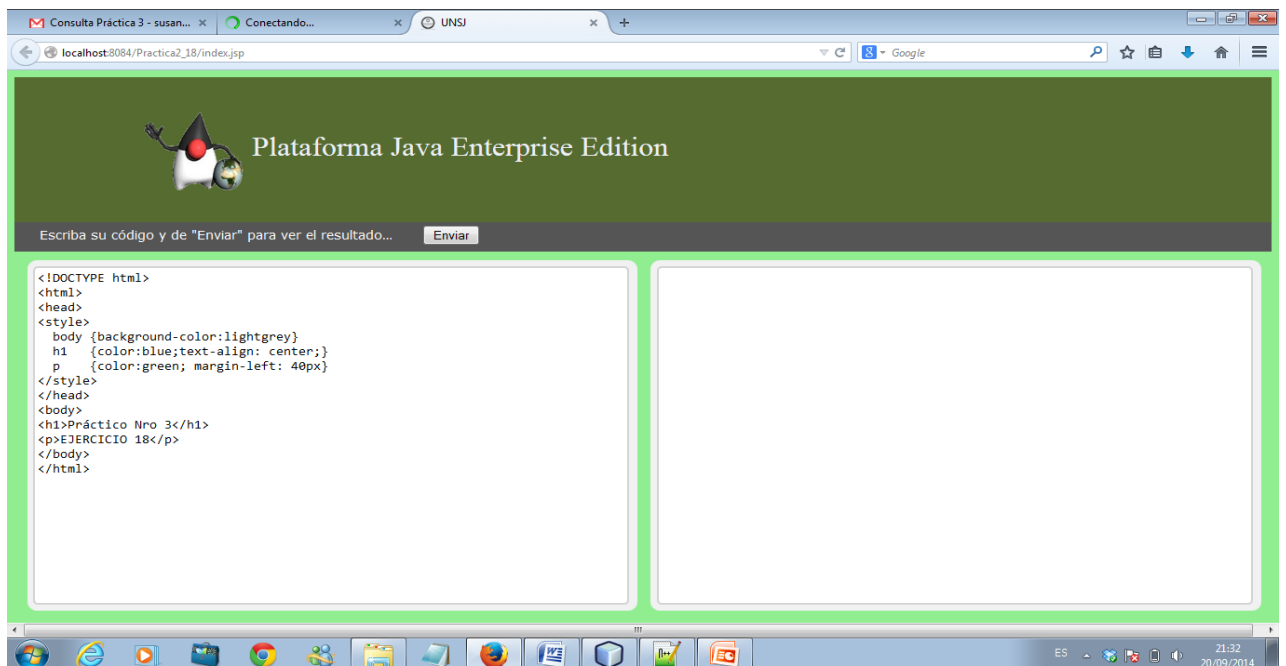 Consulta Práctica 3 - susan...
Conectando...
UNSJ
localhost:8084/Practica2_18/index.jsp
Google
Plataforma Java Enterprise Edition
Escriba su código y de "Enviar" para ver el resultado...
Enviar
<!DOCTYPE html>
<html>
<head>
<style>
  body {background-color:lightgrey}
  h1   {color:blue;text-align: center;}
  p    {color:green; margin-left: 40px}
</style>
</head>
<body>
<h1>Práctico Nro 3</h1>
<p>EJERCICIO 18</p>
</body>
</html>
ES
21:32
20/09/2014